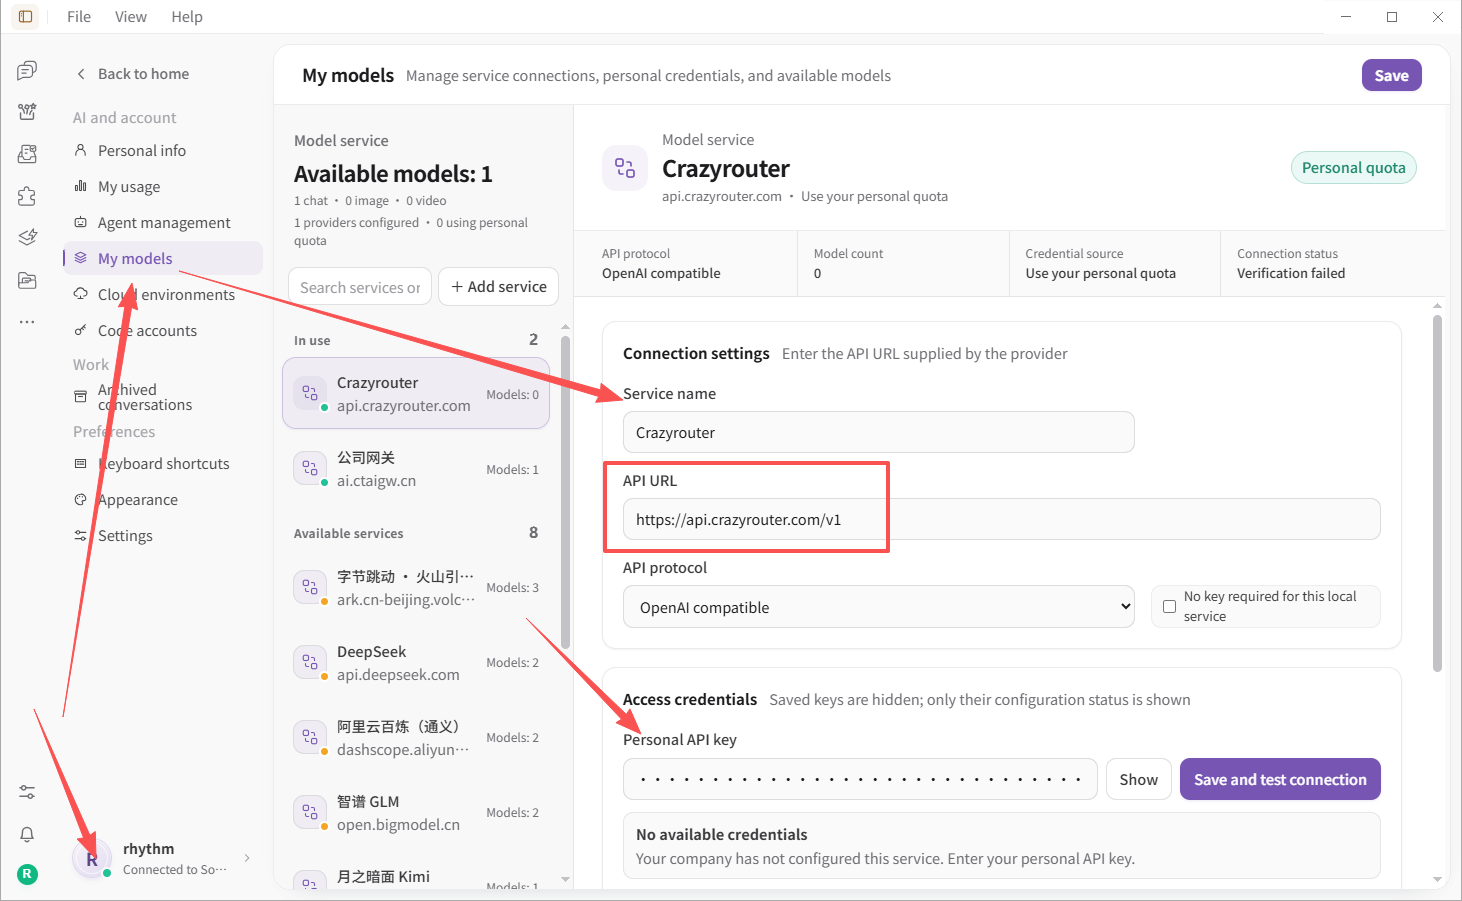 File View Help
Back to home
AI and account
Personal info
My usage
Agent management
My models
Cloud environments
Code accounts
Work
Archived
conversations
Preferences
Keyboard shortcuts
Appearance
Settings
R
R
rhythm
Connected to So···
My models Manage service connections, personal credentials, and available models
Save
Model service
Available models: 1
1 chat • 0 image • 0 video
1 providers configured • 0 using personal
quota
Search services or
+ Add service
In use 2
Crazyrouter
api.crazyrouter.com
Models: 0
公司网关
ai.ctaigw.cn
Models: 1
Available services 8
字节跳动 · 火山引···
ark.cn-beijing.volc···
Models: 3
DeepSeek
api.deepseek.com
Models: 2
阿里云百炼（通义）
dashscope.aliyun···
Models: 2
智谱 GLM
open.bigmodel.cn
Models: 2
月之暗面 Kimi
Models: 1
Model service
Crazyrouter
api.crazyrouter.com • Use your personal quota
Personal quota
API protocol
OpenAI compatible
Model count
0
Credential source
Use your personal quota
Connection status
Verification failed
Connection settings Enter the API URL supplied by the provider
Service name
Crazyrouter
API URL
https://api.crazyrouter.com/v1
API protocol
OpenAI compatible
No key required for this local
service
Access credentials Saved keys are hidden; only their configuration status is shown
Personal API key
Show
Save and test connection
No available credentials
Your company has not configured this service. Enter your personal API key.